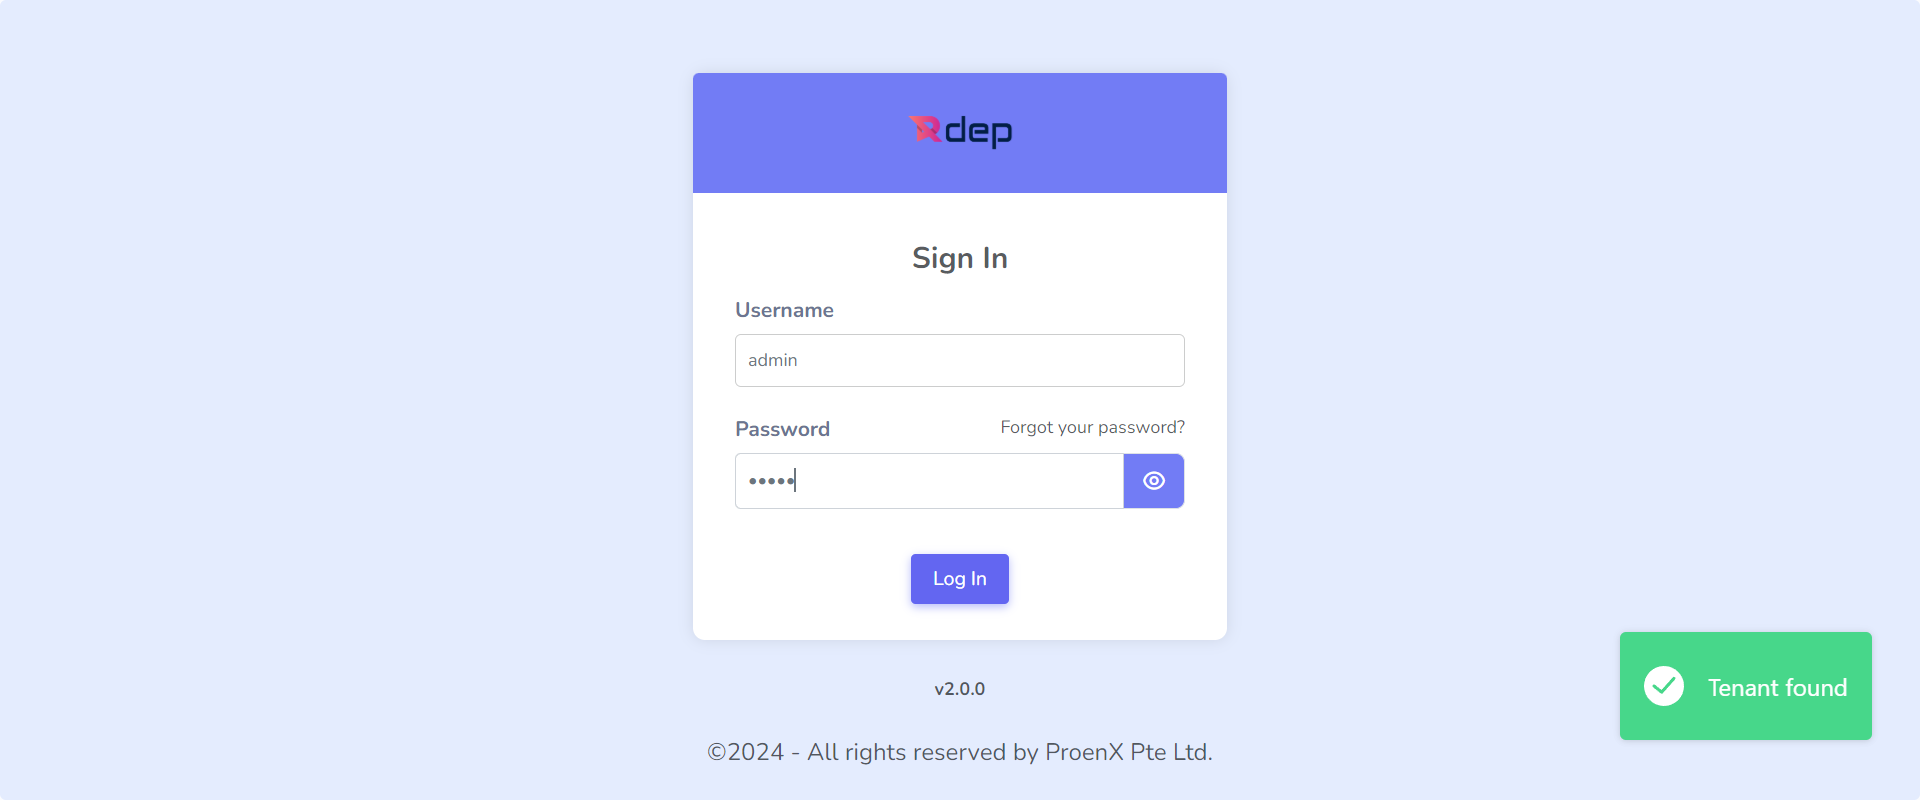 Rdep
Sign In
Username
admin
Password
Forgot your password?
•••••
Log In
v2.0.0
©2024 - All rights reserved by ProenX Pte Ltd.
Tenant found